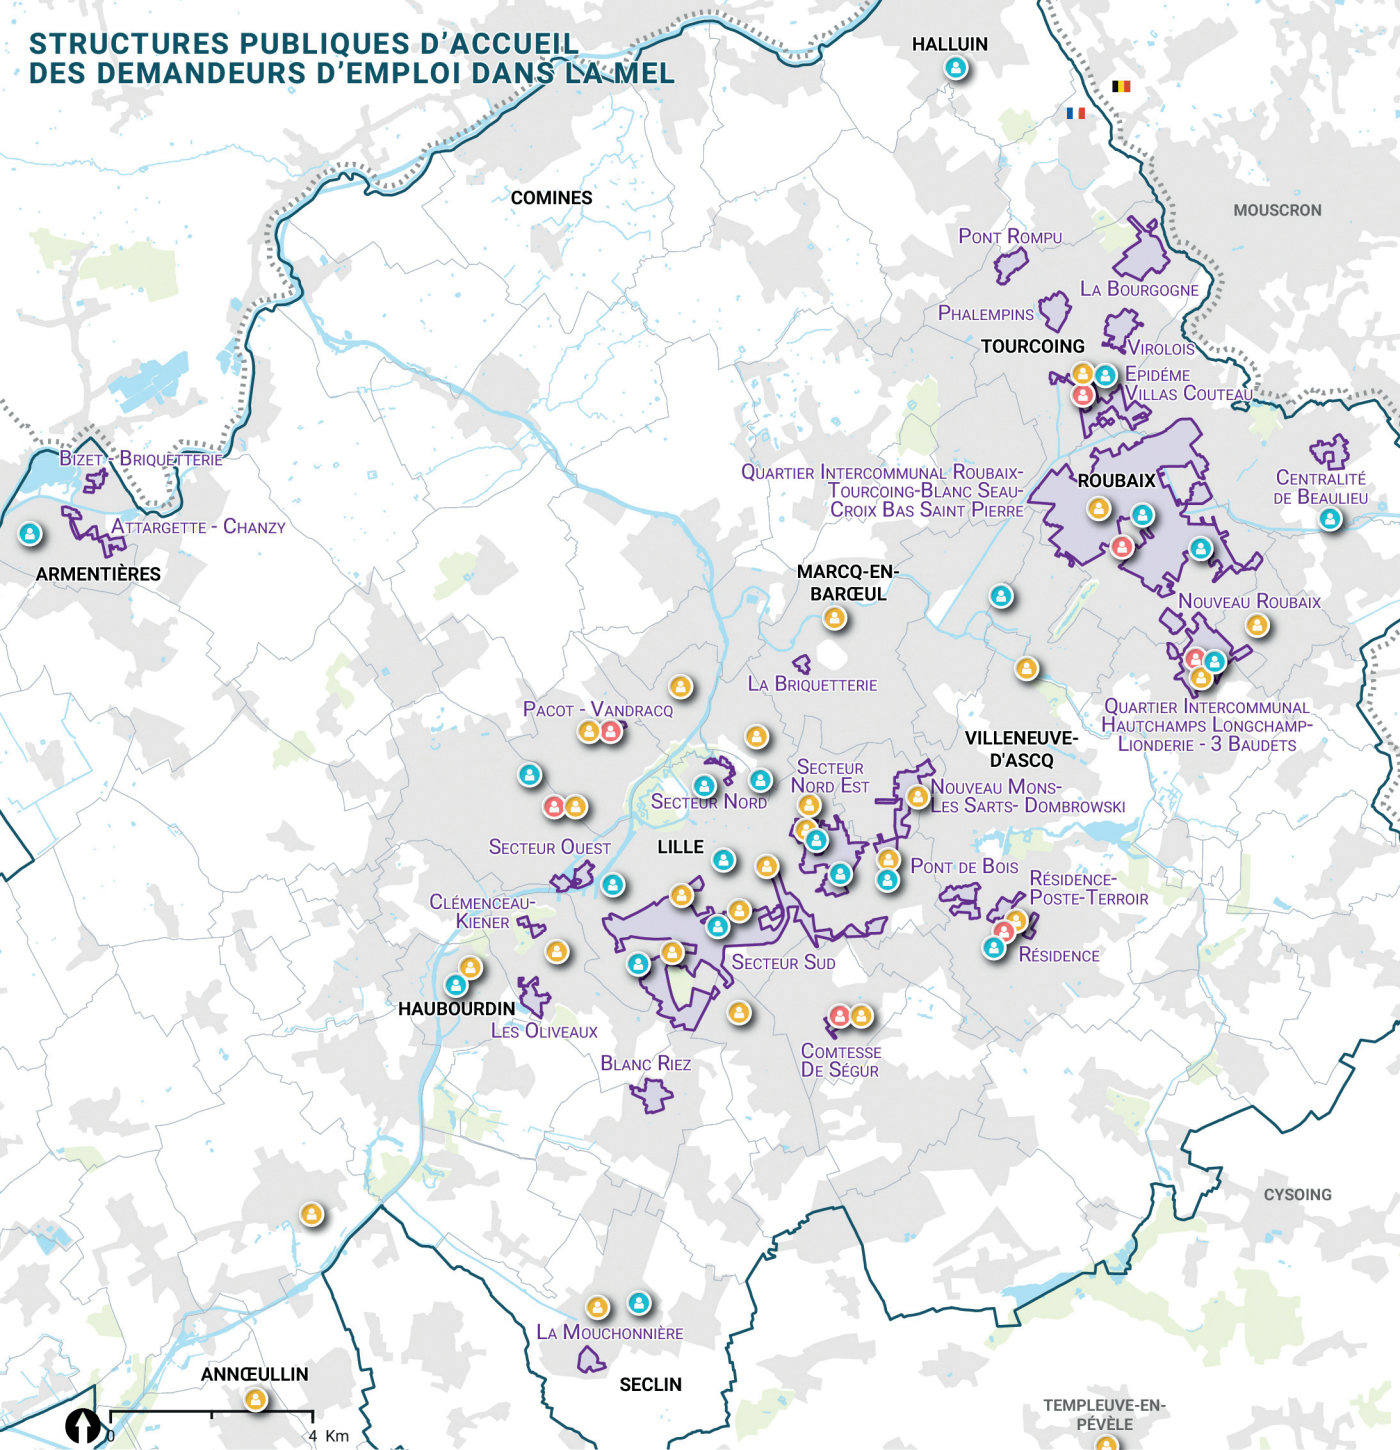 STRUCTURES PUBLIQUES D'ACCUEIL
DES DEMANDEURS D'EMPLOI DANS LA MEL
HALLUIN
COMINES
MOUSCRON
PONT ROMPU
LA BOURGOGNE
PHALEMPINS
TOURCOING
VIROLOIS
EPIDÉME
VILLAS COUTEAU
BIZET - BRIQUETTERIE
QUARTIER INTERCOMMUNAL ROUBAIX-
TOURCOING-BLANC SEAU-
CROIX BAS SAINT PIERRE
ROUBAIX
CENTRALITÉ
DE BEAULIEU
ATTARGETTE - CHANZY
ARMENTIÈRES
MARCQ-EN-
BARŒUL
NOUVEAU ROUBAIX
LA BRIQUETTERIE
PACOT - VANDRACQ
QUARTIER INTERCOMMUNAL
HAUTCHAMPS LONGCHAMP-
LIONDERIE - 3 BAUDETS
VILLENEUVE-
D'ASCQ
SECTEUR
NORD EST
SECTEUR NORD
NOUVEAU MONS-
LES SARTS- DOMBROWSKI
SECTEUR OUEST
LILLE
PONT DE BOIS
RÉSIDENCE-
POSTE-TERROIR
CLÉMENCEAU-
KIENER
RÉSIDENCE
SECTEUR SUD
HAUBOURDIN
LES OLIVEAUX
COMTESSE
DE SÉGUR
BLANC RIEZ
CYSOING
LA MOUCHONNIÈRE
ANNŒULLIN
SECLIN
TEMPLEUVE-EN-
PÉVÈLE
0 4 Km